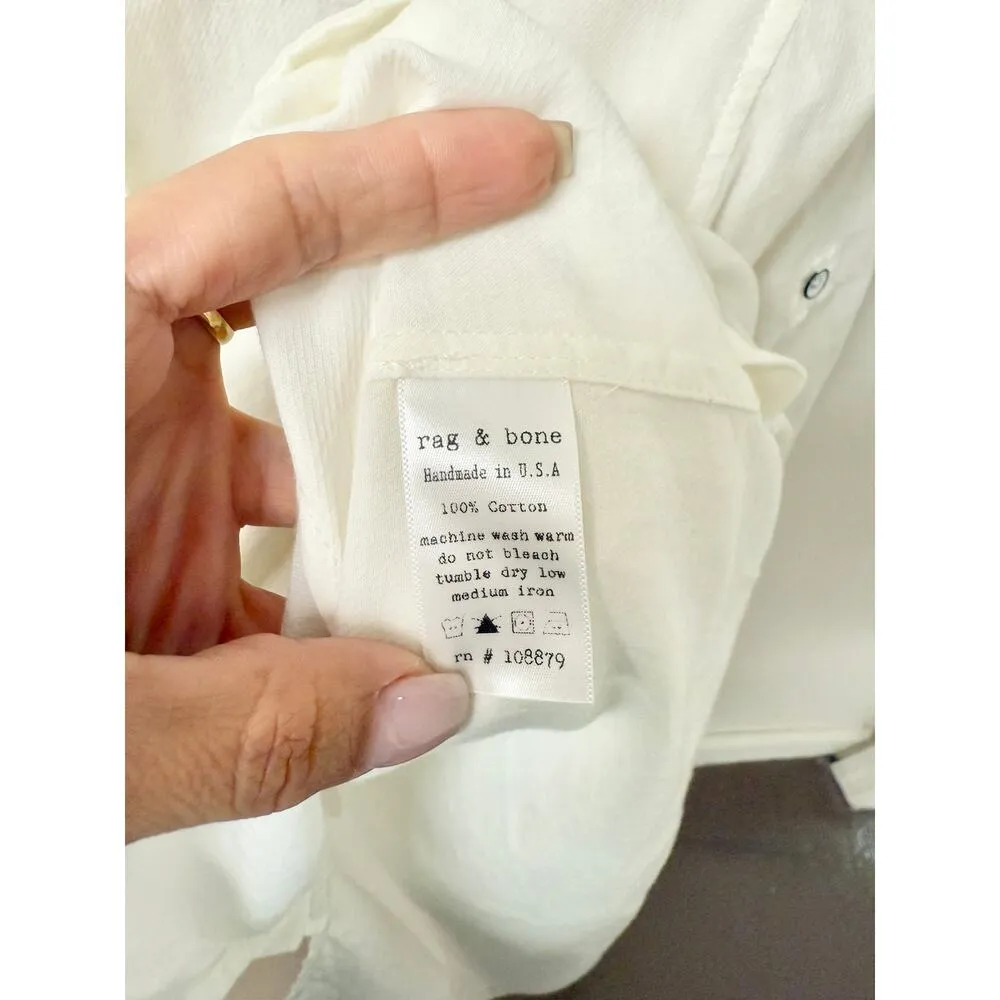 rag & bone
Handmade in U.S.A
100% Cotton
machine wash warm
do not bleach
tumble dry low
medium iron
rn # 108879